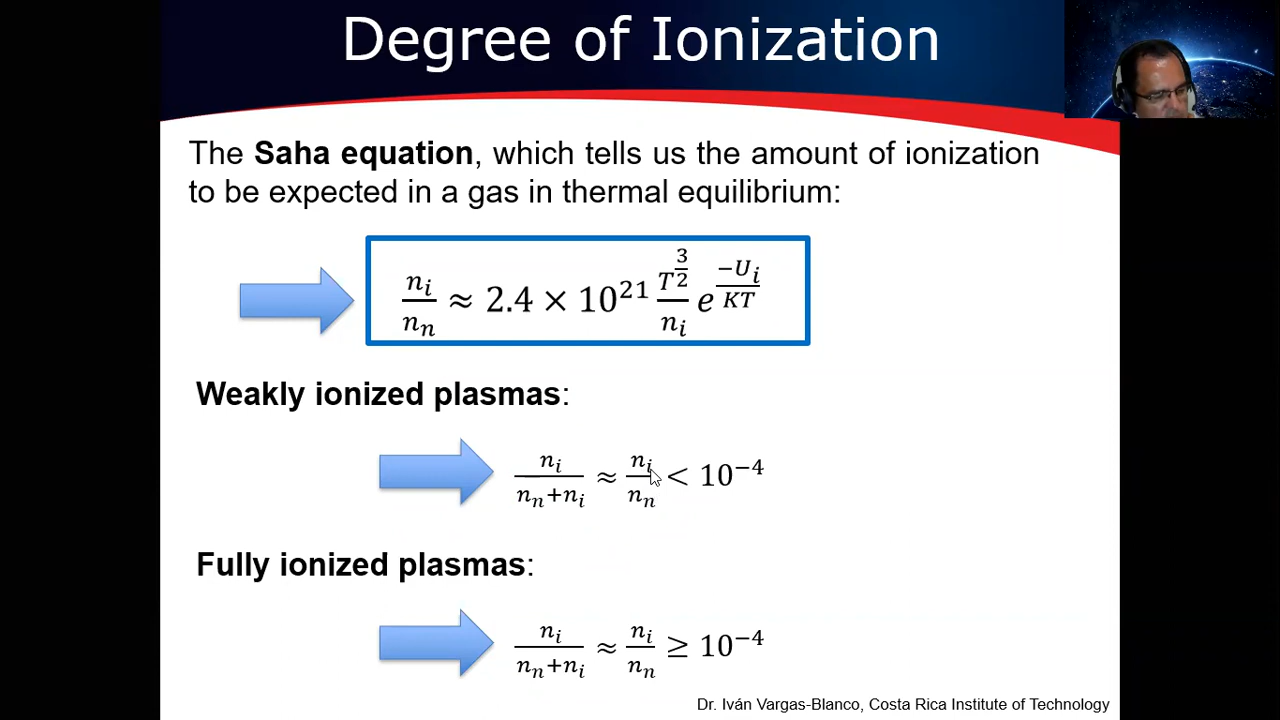 Degree of Ionization
The Saha equation, which tells us the amount of ionization
to be expected in a gas in thermal equilibrium:
n_i/n_n ≈ 2.4 × 10^21 T^(3/2)/n_i e^(−U_i/KT)
Weakly ionized plasmas:
n_i/(n_n+n_i) ≈ n_i/n_n < 10^−4
Fully ionized plasmas:
n_i/(n_n+n_i) ≈ n_i/n_n ≥ 10^−4
Dr. Iván Vargas-Blanco, Costa Rica Institute of Technology